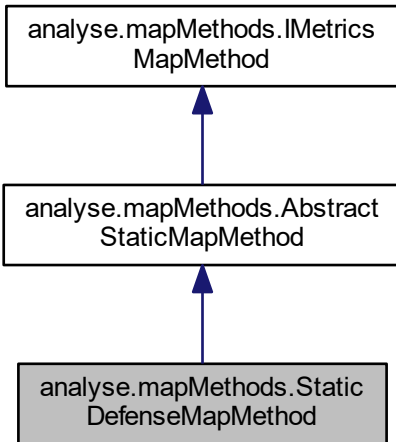 analyse.mapMethods.IMetrics
MapMethod
analyse.mapMethods.Abstract
StaticMapMethod
analyse.mapMethods.Static
DefenseMapMethod